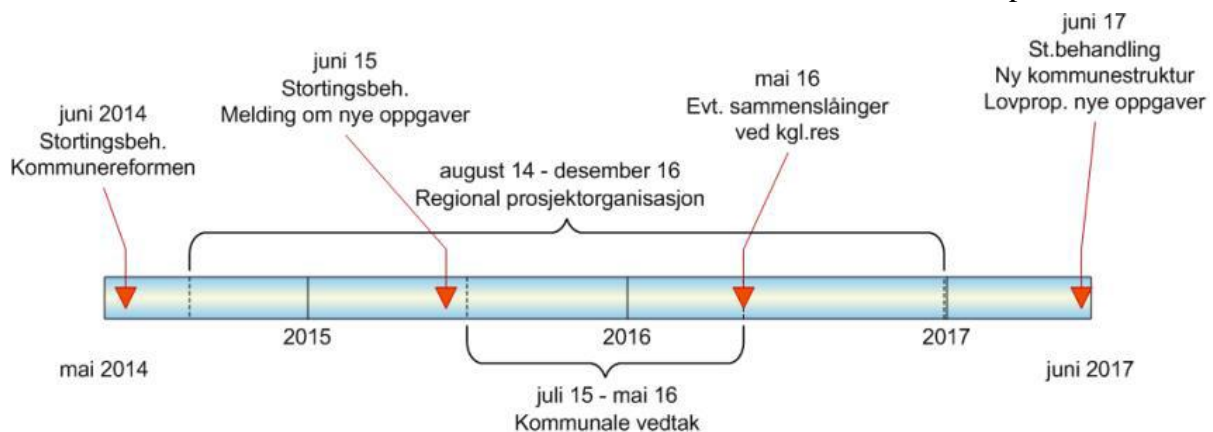 juni 2014
Stortingsbeh.
Kommunereformen
juni 15
Stortingsbeh.
Melding om nye oppgaver
august 14 - desember 16
Regional prosjektorganisasjon
mai 16
Evt. sammenslåinger
ved kgl.res
juni 17
St.behandling
Ny kommunestruktur
Lovprop. nye oppgaver
2015
2016
2017
mai 2014
juni 2017
juli 15 - mai 16
Kommunale vedtak